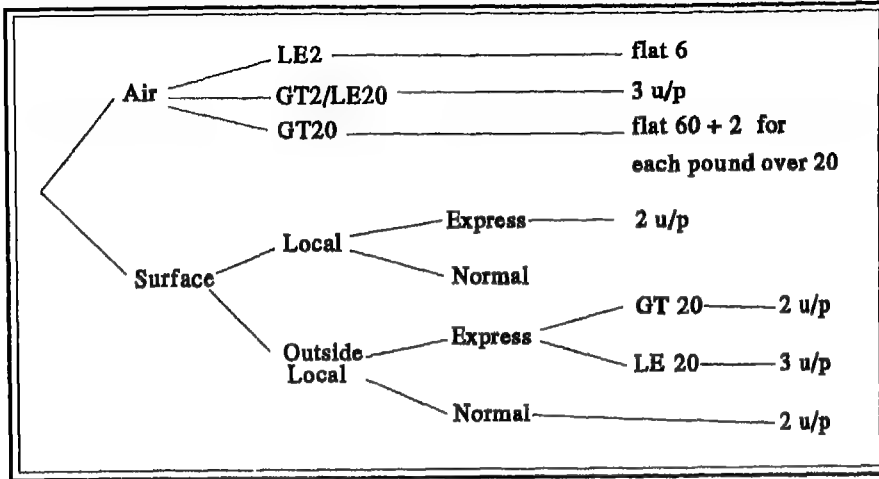 LE2 flat 6
Air GT2/LE20 3 u/p
GT20 flat 60 + 2 for
each pound over 20
Express 2 u/p
Local
Surface Normal
GT 20 2 u/p
Outside Express
Local LE 20 3 u/p
Normal 2 u/p